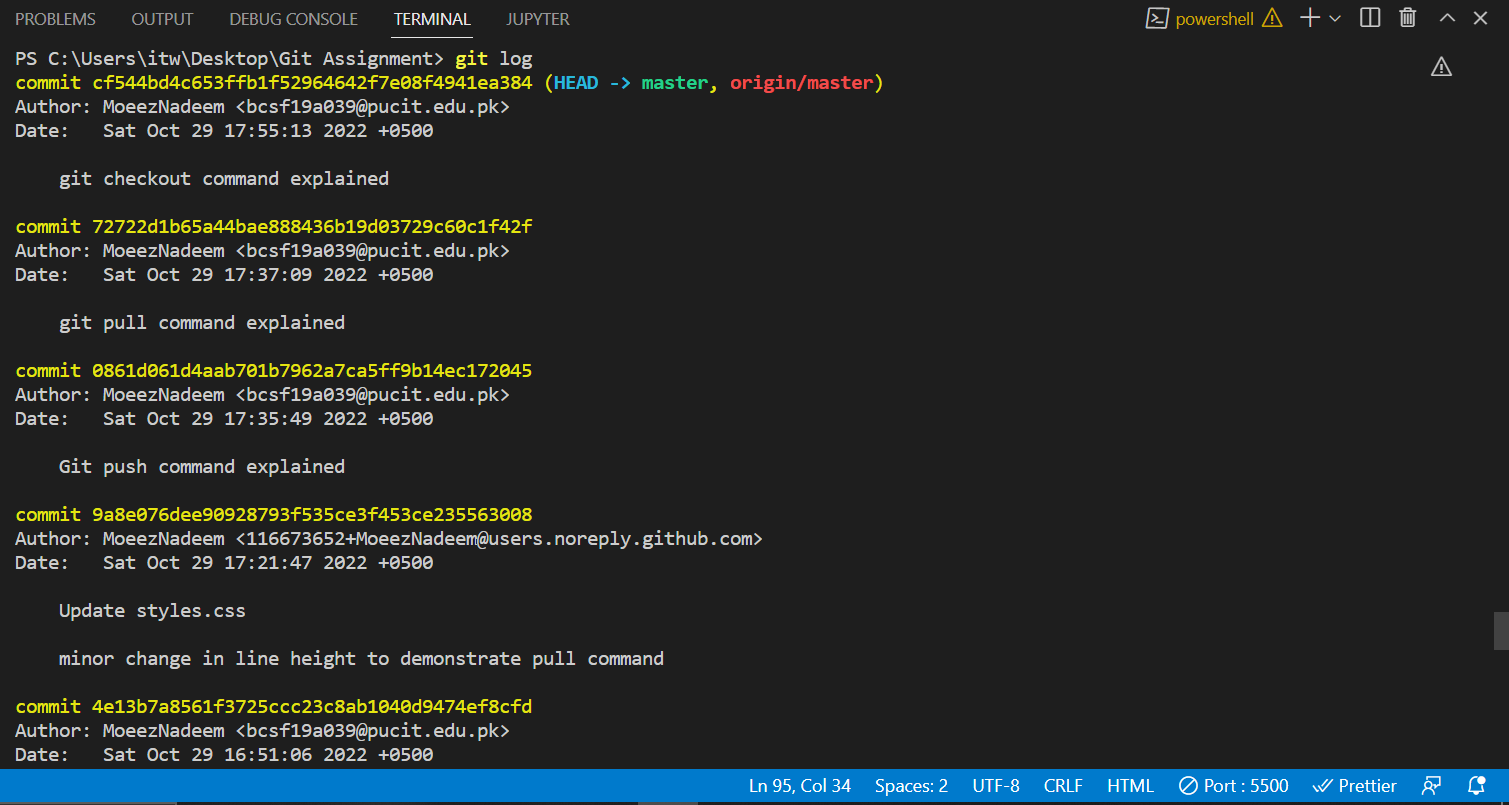 PROBLEMS OUTPUT DEBUG CONSOLE TERMINAL JUPYTER powershell
PS C:\Users\itw\Desktop\Git Assignment> git log
commit cf544bd4c653ffb1f52964642f7e08f4941ea384 (HEAD -> master, origin/master)
Author: MoeezNadeem <bcsf19a039@pucit.edu.pk>
Date:   Sat Oct 29 17:55:13 2022 +0500
git checkout command explained
commit 72722d1b65a44bae888436b19d03729c60c1f42f
Author: MoeezNadeem <bcsf19a039@pucit.edu.pk>
Date:   Sat Oct 29 17:37:09 2022 +0500
git pull command explained
commit 0861d061d4aab701b7962a7ca5ff9b14ec172045
Author: MoeezNadeem <bcsf19a039@pucit.edu.pk>
Date:   Sat Oct 29 17:35:49 2022 +0500
Git push command explained
commit 9a8e076dee90928793f535ce3f453ce235563008
Author: MoeezNadeem <116673652+MoeezNadeem@users.noreply.github.com>
Date:   Sat Oct 29 17:21:47 2022 +0500
Update styles.css
minor change in line height to demonstrate pull command
commit 4e13b7a8561f3725ccc23c8ab1040d9474ef8cfd
Author: MoeezNadeem <bcsf19a039@pucit.edu.pk>
Date:   Sat Oct 29 16:51:06 2022 +0500
Ln 95, Col 34 Spaces: 2 UTF-8 CRLF HTML Port : 5500 Prettier